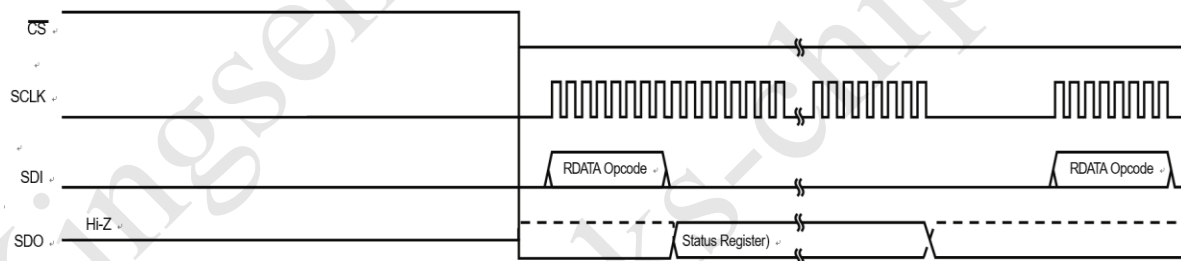 CS
SCLK
RDATA Opcode RDATA Opcode
SDI
Hi-Z
SDO Status Register)